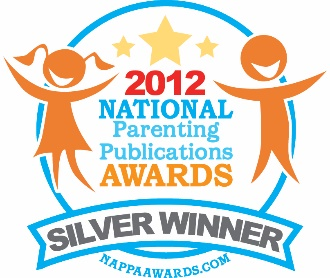 2012
NATIONAL
Parenting
Publications
AWARDS
SILVER WINNER
NAPPAAWARDS.COM